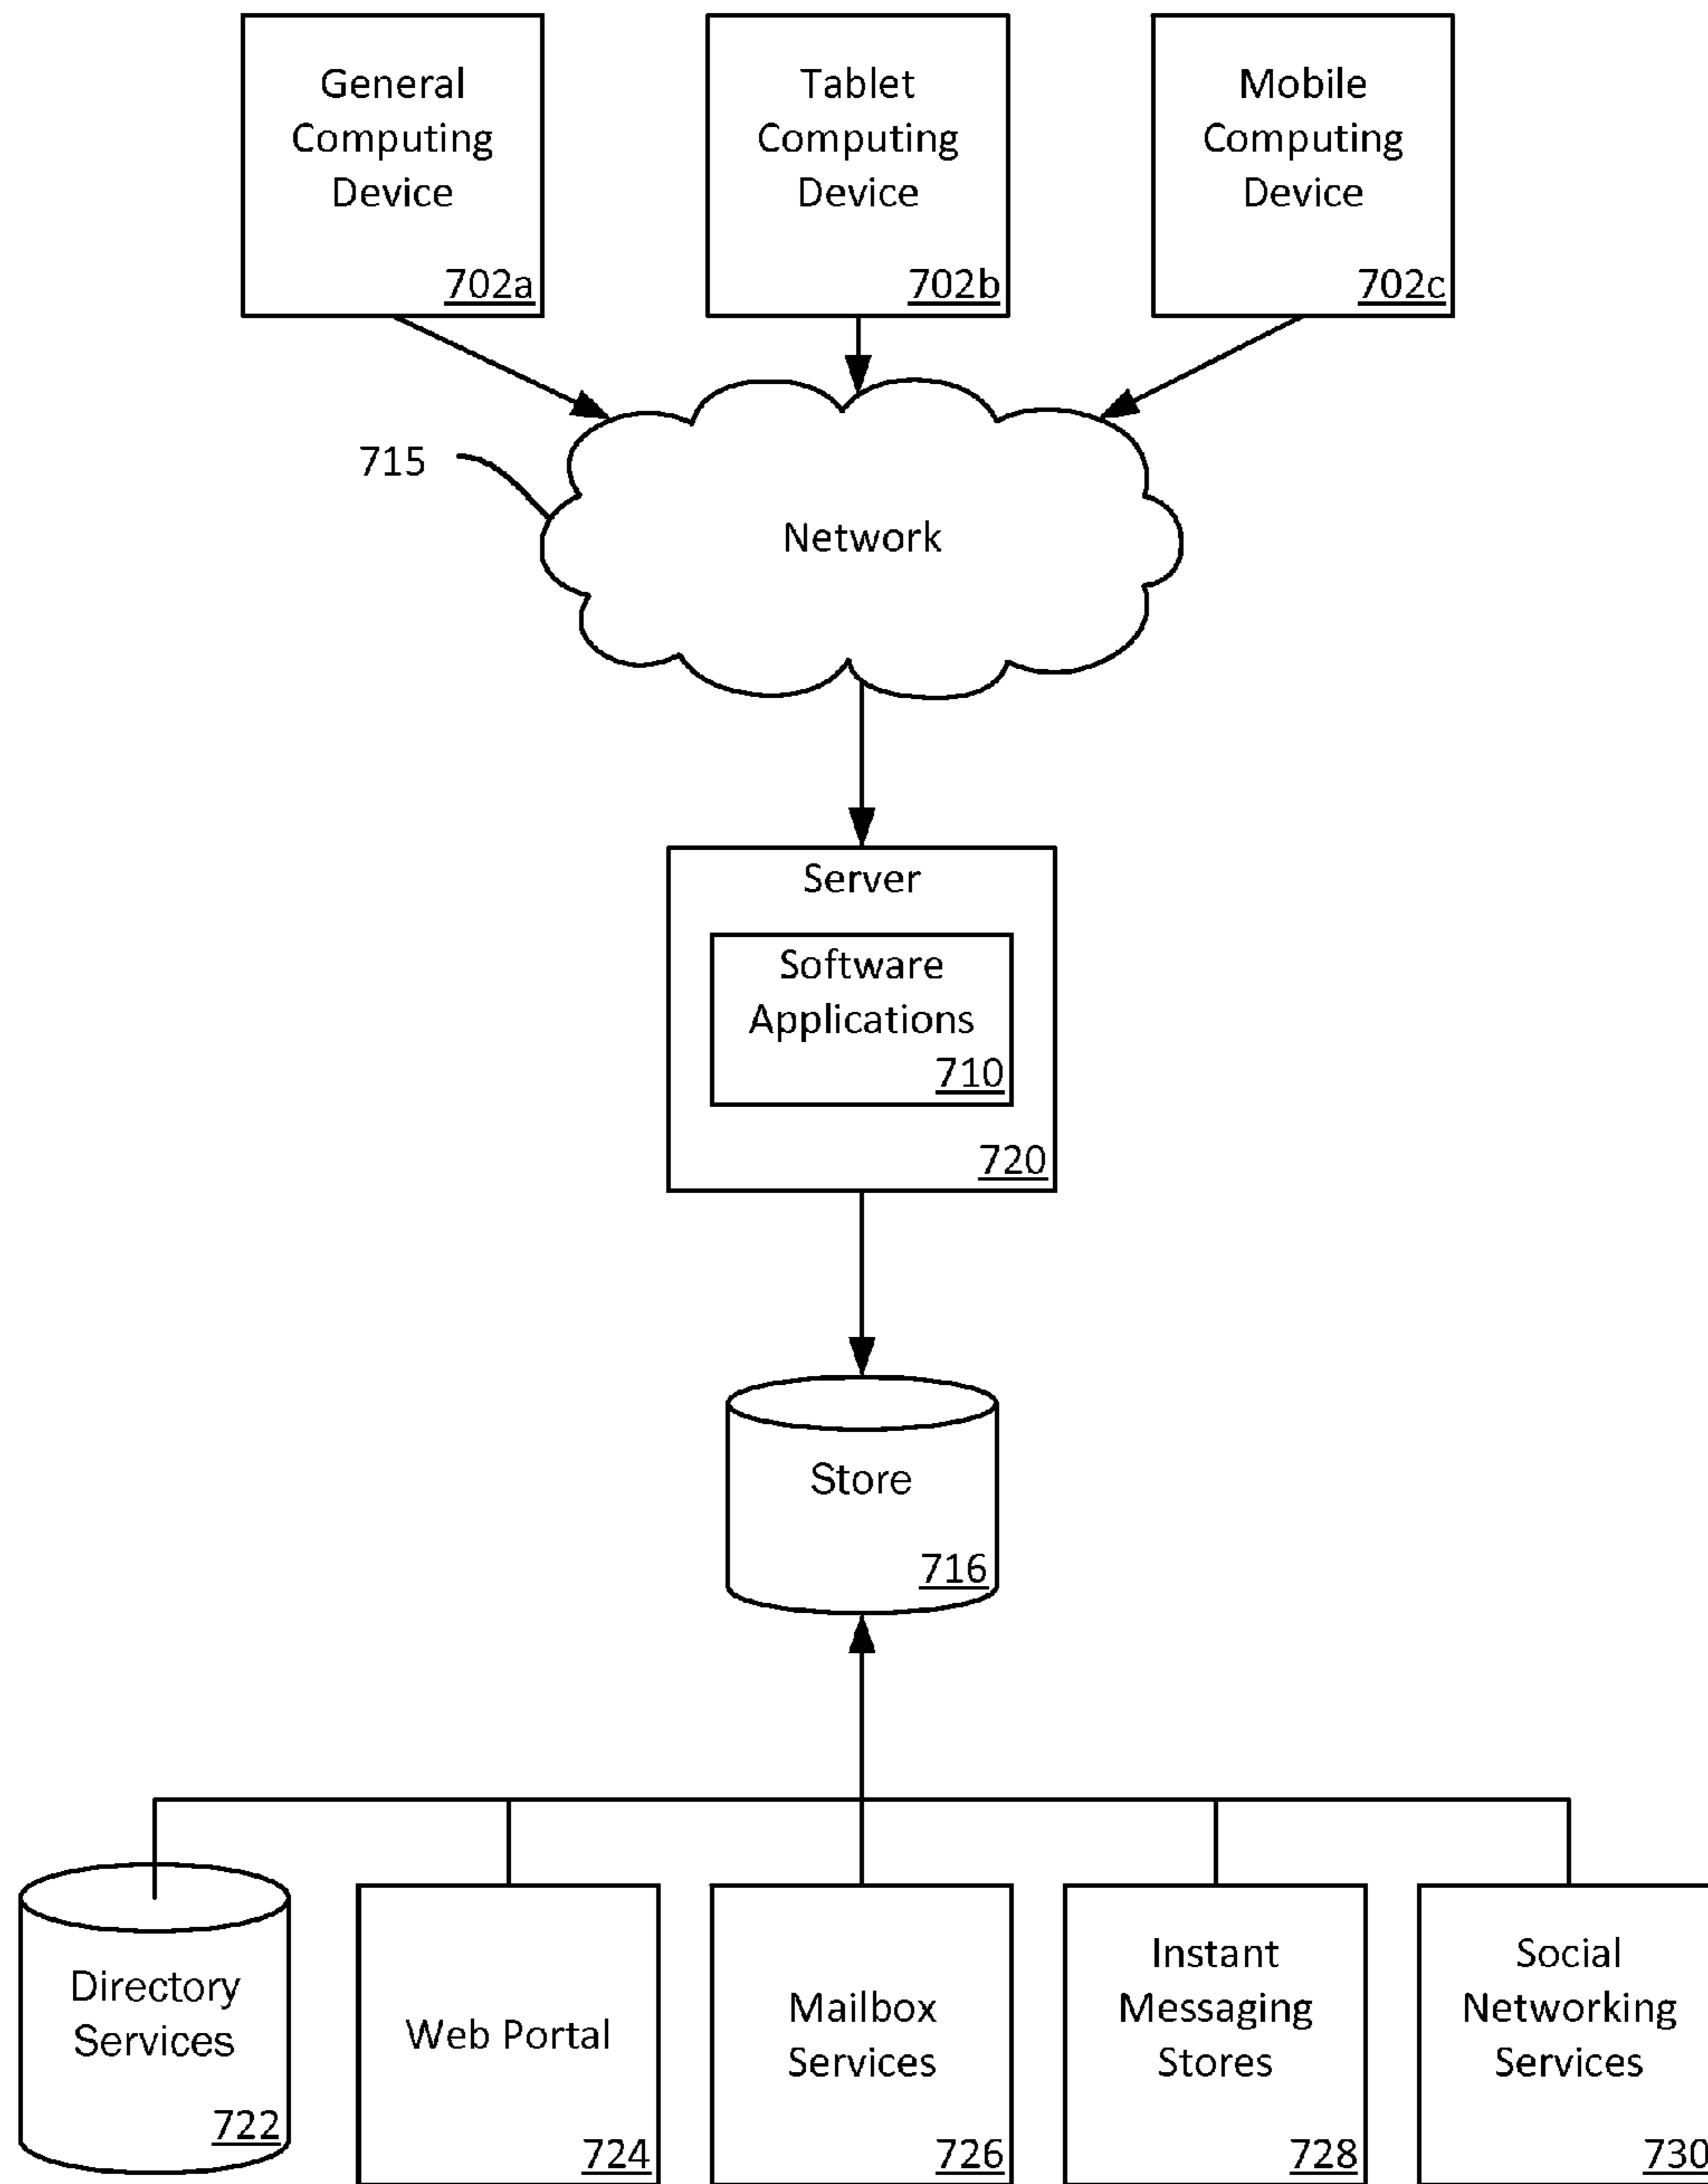 General
Computing
Device
702a
Tablet
Computing
Device
702b
Mobile
Computing
Device
702c
715
Network
Server
Software
Applications
710
720
Store
716
Directory
Services
722
Web Portal
724
Mailbox
Services
726
Instant
Messaging
Stores
728
Social
Networking
Services
730